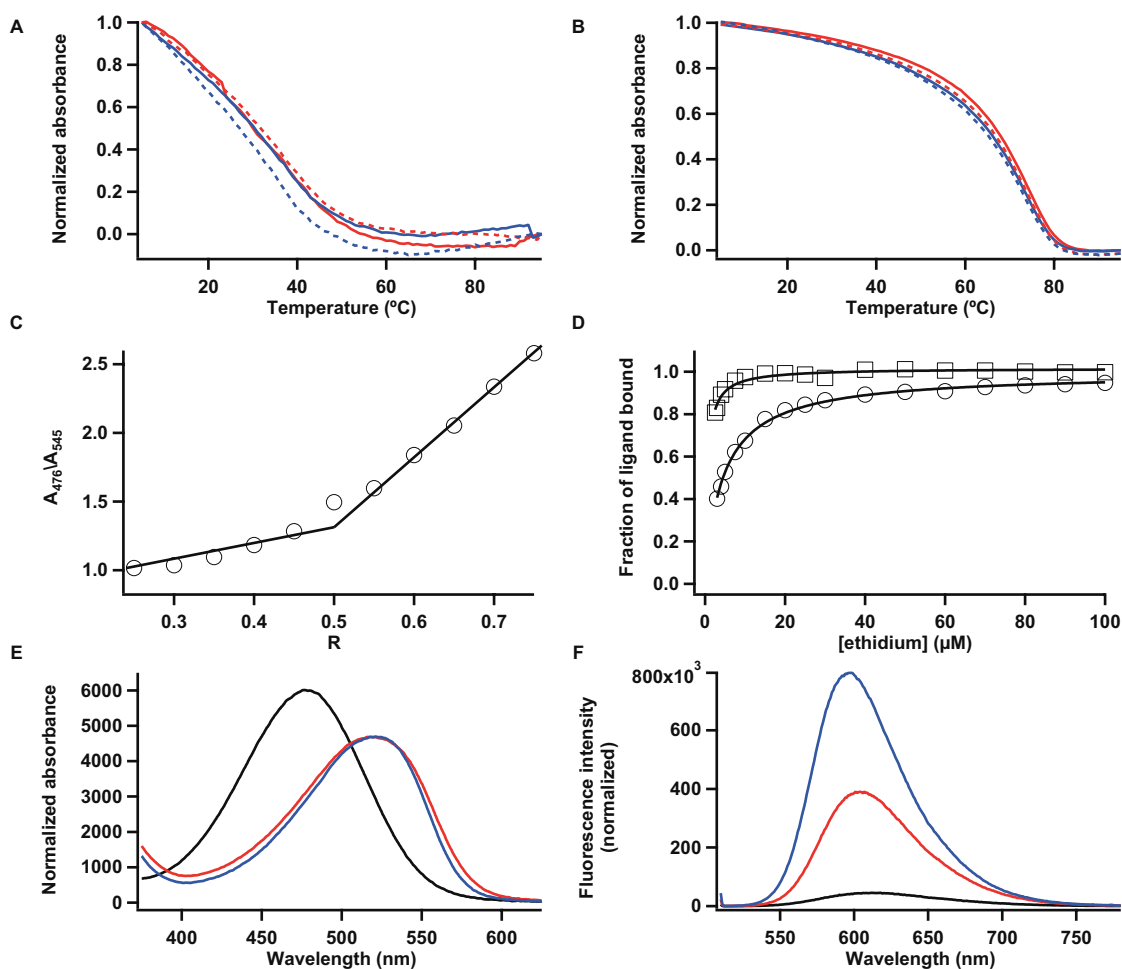 A
Normalized absorbance
1.0
0.8
0.6
0.4
0.2
0.0
20 40 60 80
Temperature (ºC)
B
Normalized absorbance
1.0
0.8
0.6
0.4
0.2
0.0
20 40 60 80
Temperature (ºC)
C
A476\A545
2.5
2.0
1.5
1.0
0.3 0.4 0.5 0.6 0.7
R
D
Fraction of ligand bound
1.0
0.8
0.6
0.4
0.2
0.0
0 20 40 60 80 100
[ethidium] (µM)
E
Normalized absorbance
6000
5000
4000
3000
2000
1000
0
400 450 500 550 600
Wavelength (nm)
F
Fluorescence intensity
(normalized)
800x10³
600
400
200
0
550 600 650 700 750
Wavelength (nm)